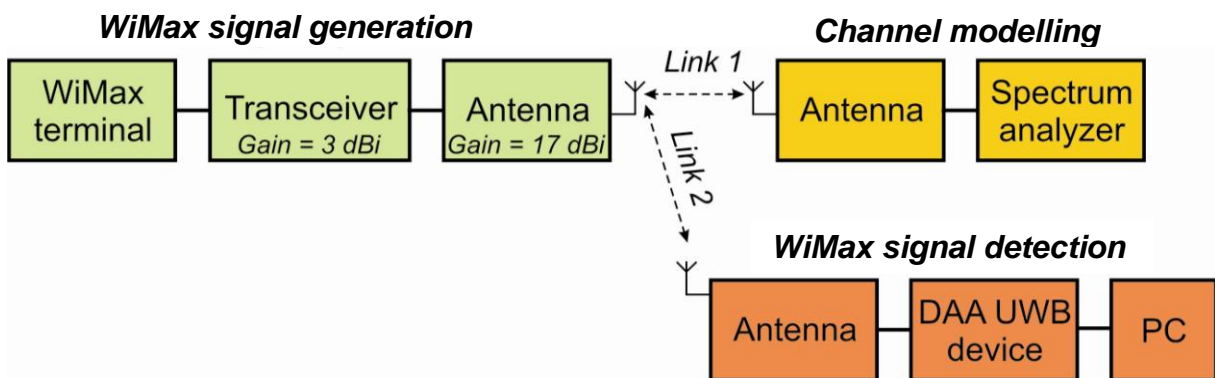 WiMax signal generation
Channel modelling
WiMax
terminal
Transceiver
Gain = 3 dBi
Antenna
Gain = 17 dBi
Link 1
Antenna
Spectrum
analyzer
Link 2
WiMax signal detection
Antenna
DAA UWB
device
PC